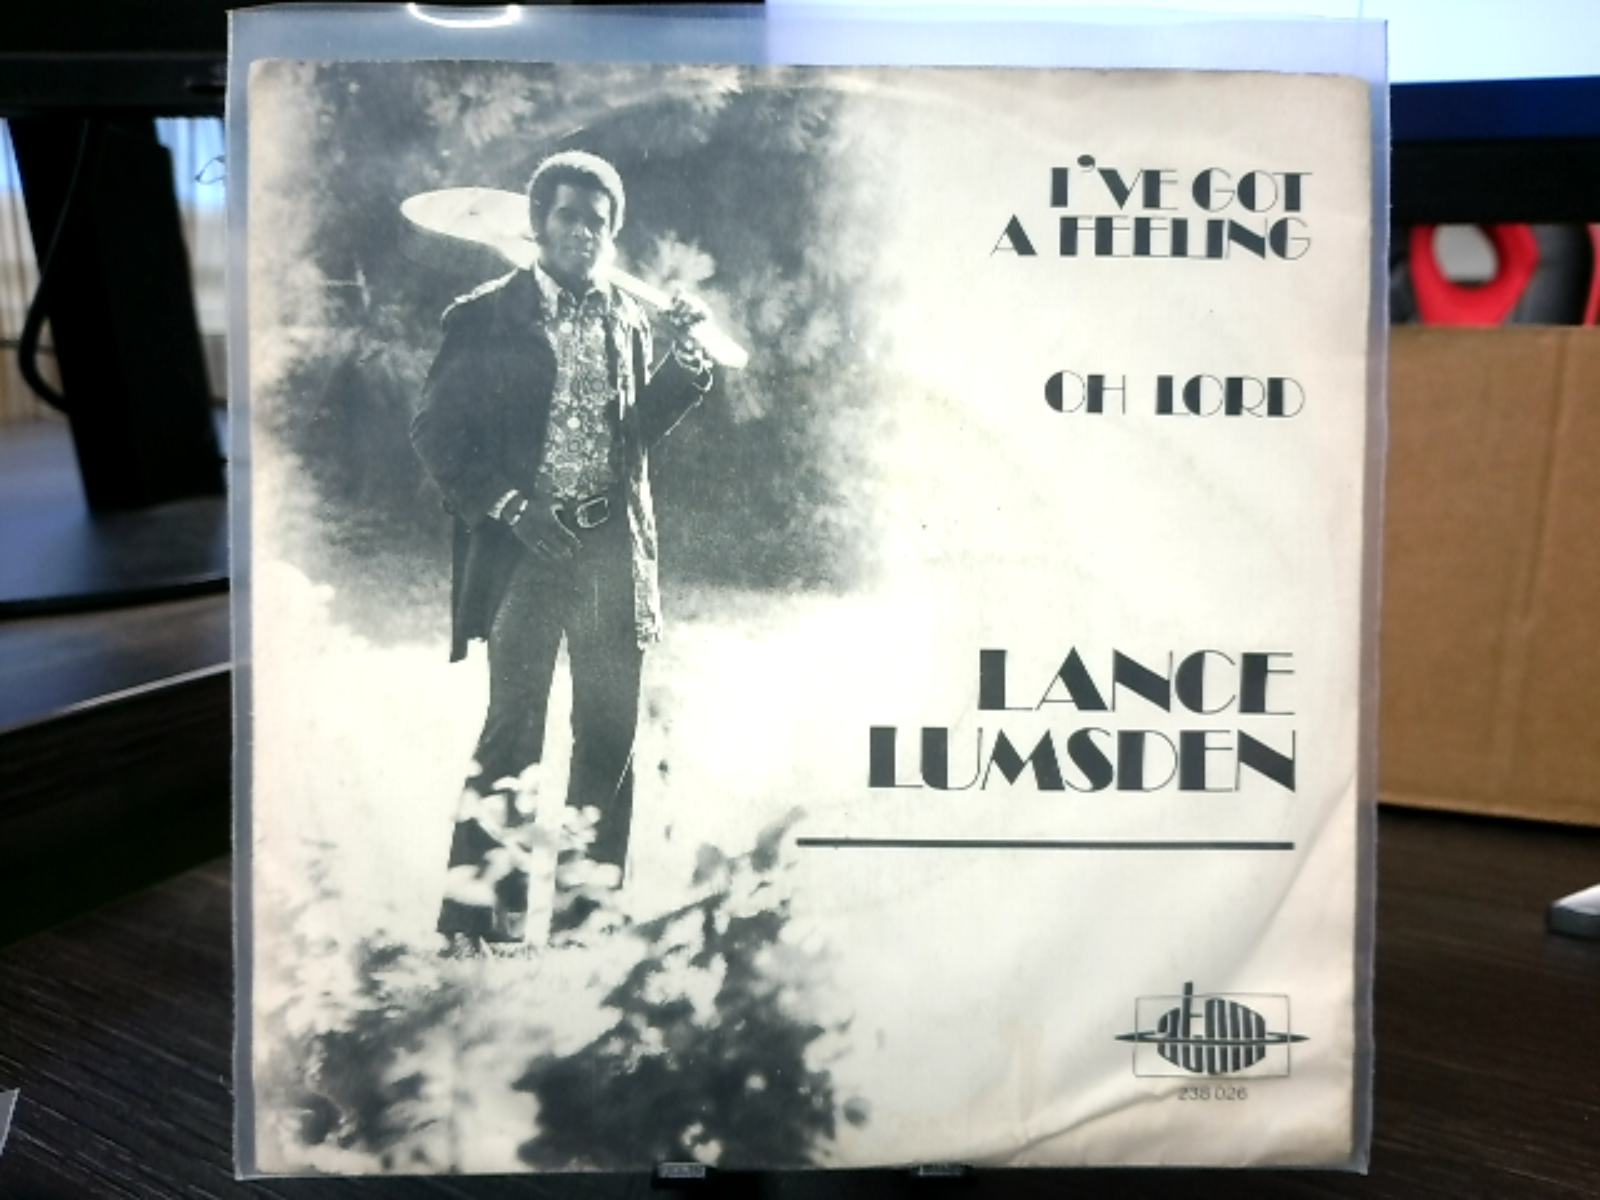 I'VE GOT
A FEELING
OH LORD
LANCE
LUMSDEN
238 026